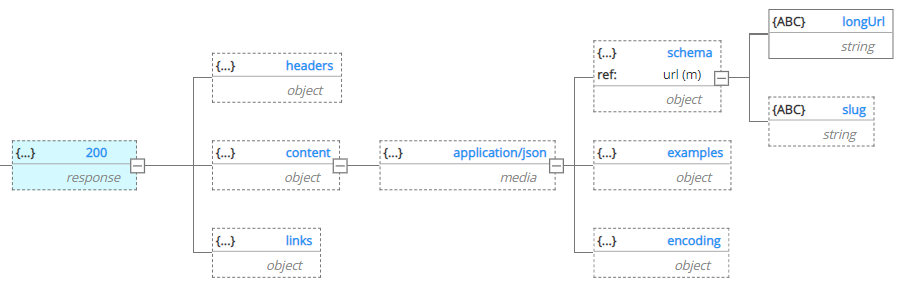 {...} 200
response
{...} headers
object
{...} content
object
{...} links
object
{...} application/json
media
{...} schema
ref: url (m)
object
{...} examples
object
{...} encoding
object
{ABC} longUrl
string
{ABC} slug
string